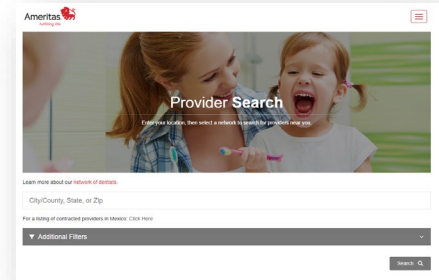 Ameritas
fulfilling life.
Provider Search
Enter your location, then select a network to search for providers near you.
Learn more about our network of dentists.
City/County, State, or Zip
For a listing of contracted providers in Mexico: Click Here
Additional Filters
Search